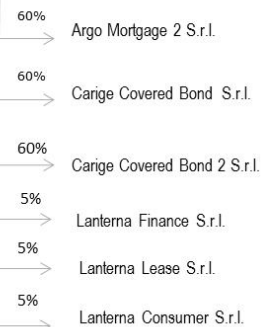 60%
Argo Mortgage 2 S.r.l.
60%
Carige Covered Bond S.r.l.
60%
Carige Covered Bond 2 S.r.l.
5%
Lanterna Finance S.r.l.
5%
Lanterna Lease S.r.l.
5%
Lanterna Consumer S.r.l.